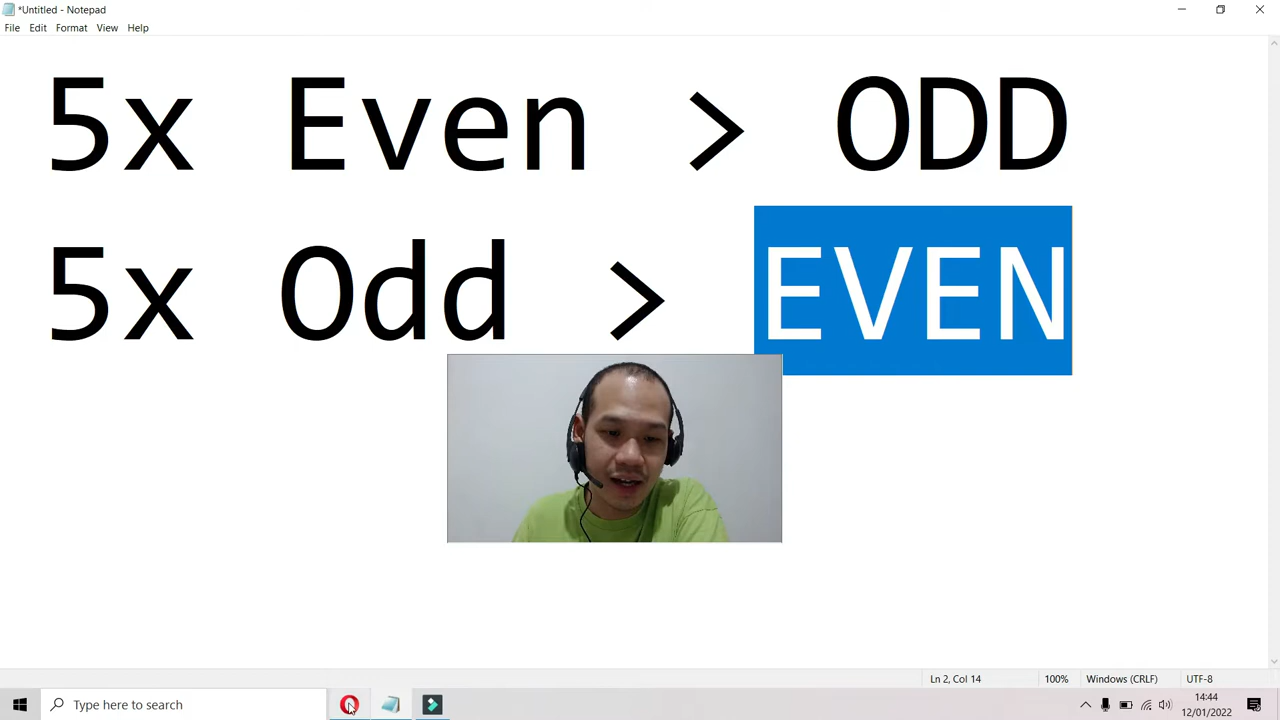 *Untitled - Notepad
File Edit Format View Help
5x Even > ODD
5x Odd > EVEN
Ln 2, Col 14 100% Windows (CRLF) UTF-8
Type here to search
14:44
12/01/2022